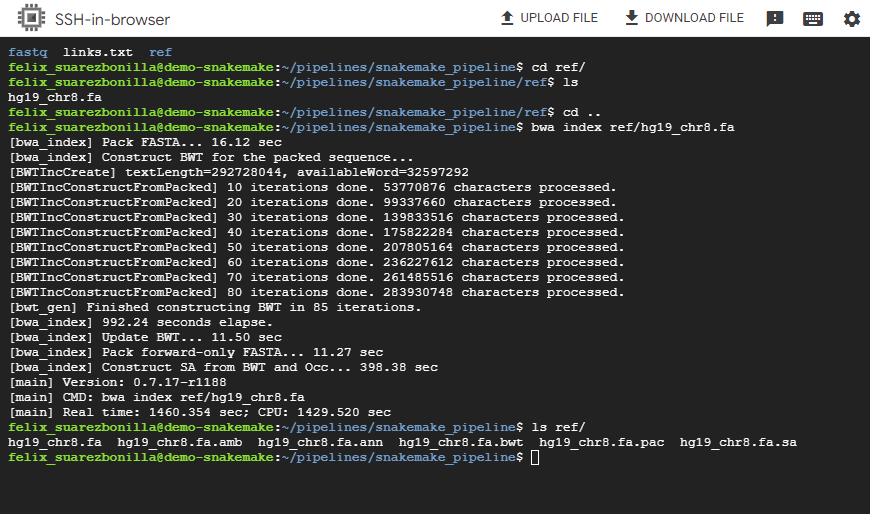 SSH-in-browser UPLOAD FILE DOWNLOAD FILE
fastq links.txt ref
felix_suarezbonilla@demo-snakemake:~/pipelines/snakemake_pipeline$ cd ref/
felix_suarezbonilla@demo-snakemake:~/pipelines/snakemake_pipeline/ref$ ls
hg19_chr8.fa
felix_suarezbonilla@demo-snakemake:~/pipelines/snakemake_pipeline/ref$ cd ..
felix_suarezbonilla@demo-snakemake:~/pipelines/snakemake_pipeline$ bwa index ref/hg19_chr8.fa
[bwa_index] Pack FASTA... 16.12 sec
[bwa_index] Construct BWT for the packed sequence...
[BWTIncCreate] textLength=292728044, availableWord=32597292
[BWTIncConstructFromPacked] 10 iterations done. 53770876 characters processed.
[BWTIncConstructFromPacked] 20 iterations done. 99337660 characters processed.
[BWTIncConstructFromPacked] 30 iterations done. 139833516 characters processed.
[BWTIncConstructFromPacked] 40 iterations done. 175822284 characters processed.
[BWTIncConstructFromPacked] 50 iterations done. 207805164 characters processed.
[BWTIncConstructFromPacked] 60 iterations done. 236227612 characters processed.
[BWTIncConstructFromPacked] 70 iterations done. 261485516 characters processed.
[BWTIncConstructFromPacked] 80 iterations done. 283930748 characters processed.
[bwt_gen] Finished constructing BWT in 85 iterations.
[bwa_index] 992.24 seconds elapse.
[bwa_index] Update BWT... 11.50 sec
[bwa_index] Pack forward-only FASTA... 11.27 sec
[bwa_index] Construct SA from BWT and Occ... 398.38 sec
[main] Version: 0.7.17-r1188
[main] CMD: bwa index ref/hg19_chr8.fa
[main] Real time: 1460.354 sec; CPU: 1429.520 sec
felix_suarezbonilla@demo-snakemake:~/pipelines/snakemake_pipeline$ ls ref/
hg19_chr8.fa hg19_chr8.fa.amb hg19_chr8.fa.ann hg19_chr8.fa.bwt hg19_chr8.fa.pac hg19_chr8.fa.sa
felix_suarezbonilla@demo-snakemake:~/pipelines/snakemake_pipeline$